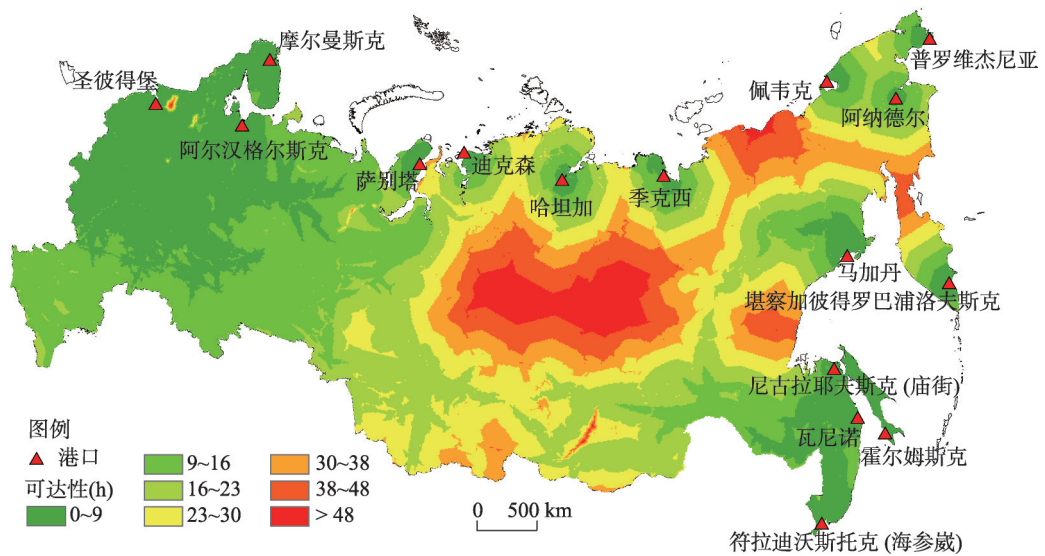 摩尔曼斯克
普罗维杰尼亚
圣彼得堡
佩韦克
阿纳德尔
阿尔汉格尔斯克
萨别塔
迪克森
哈坦加
季克西
马加丹
堪察加彼得罗巴浦洛夫斯克
尼古拉耶夫斯克 (庙街)
瓦尼诺
霍尔姆斯克
符拉迪沃斯托克 (海参崴)
图例
港口
可达性(h)
0~9
9~16
16~23
23~30
30~38
38~48
> 48
0 500 km